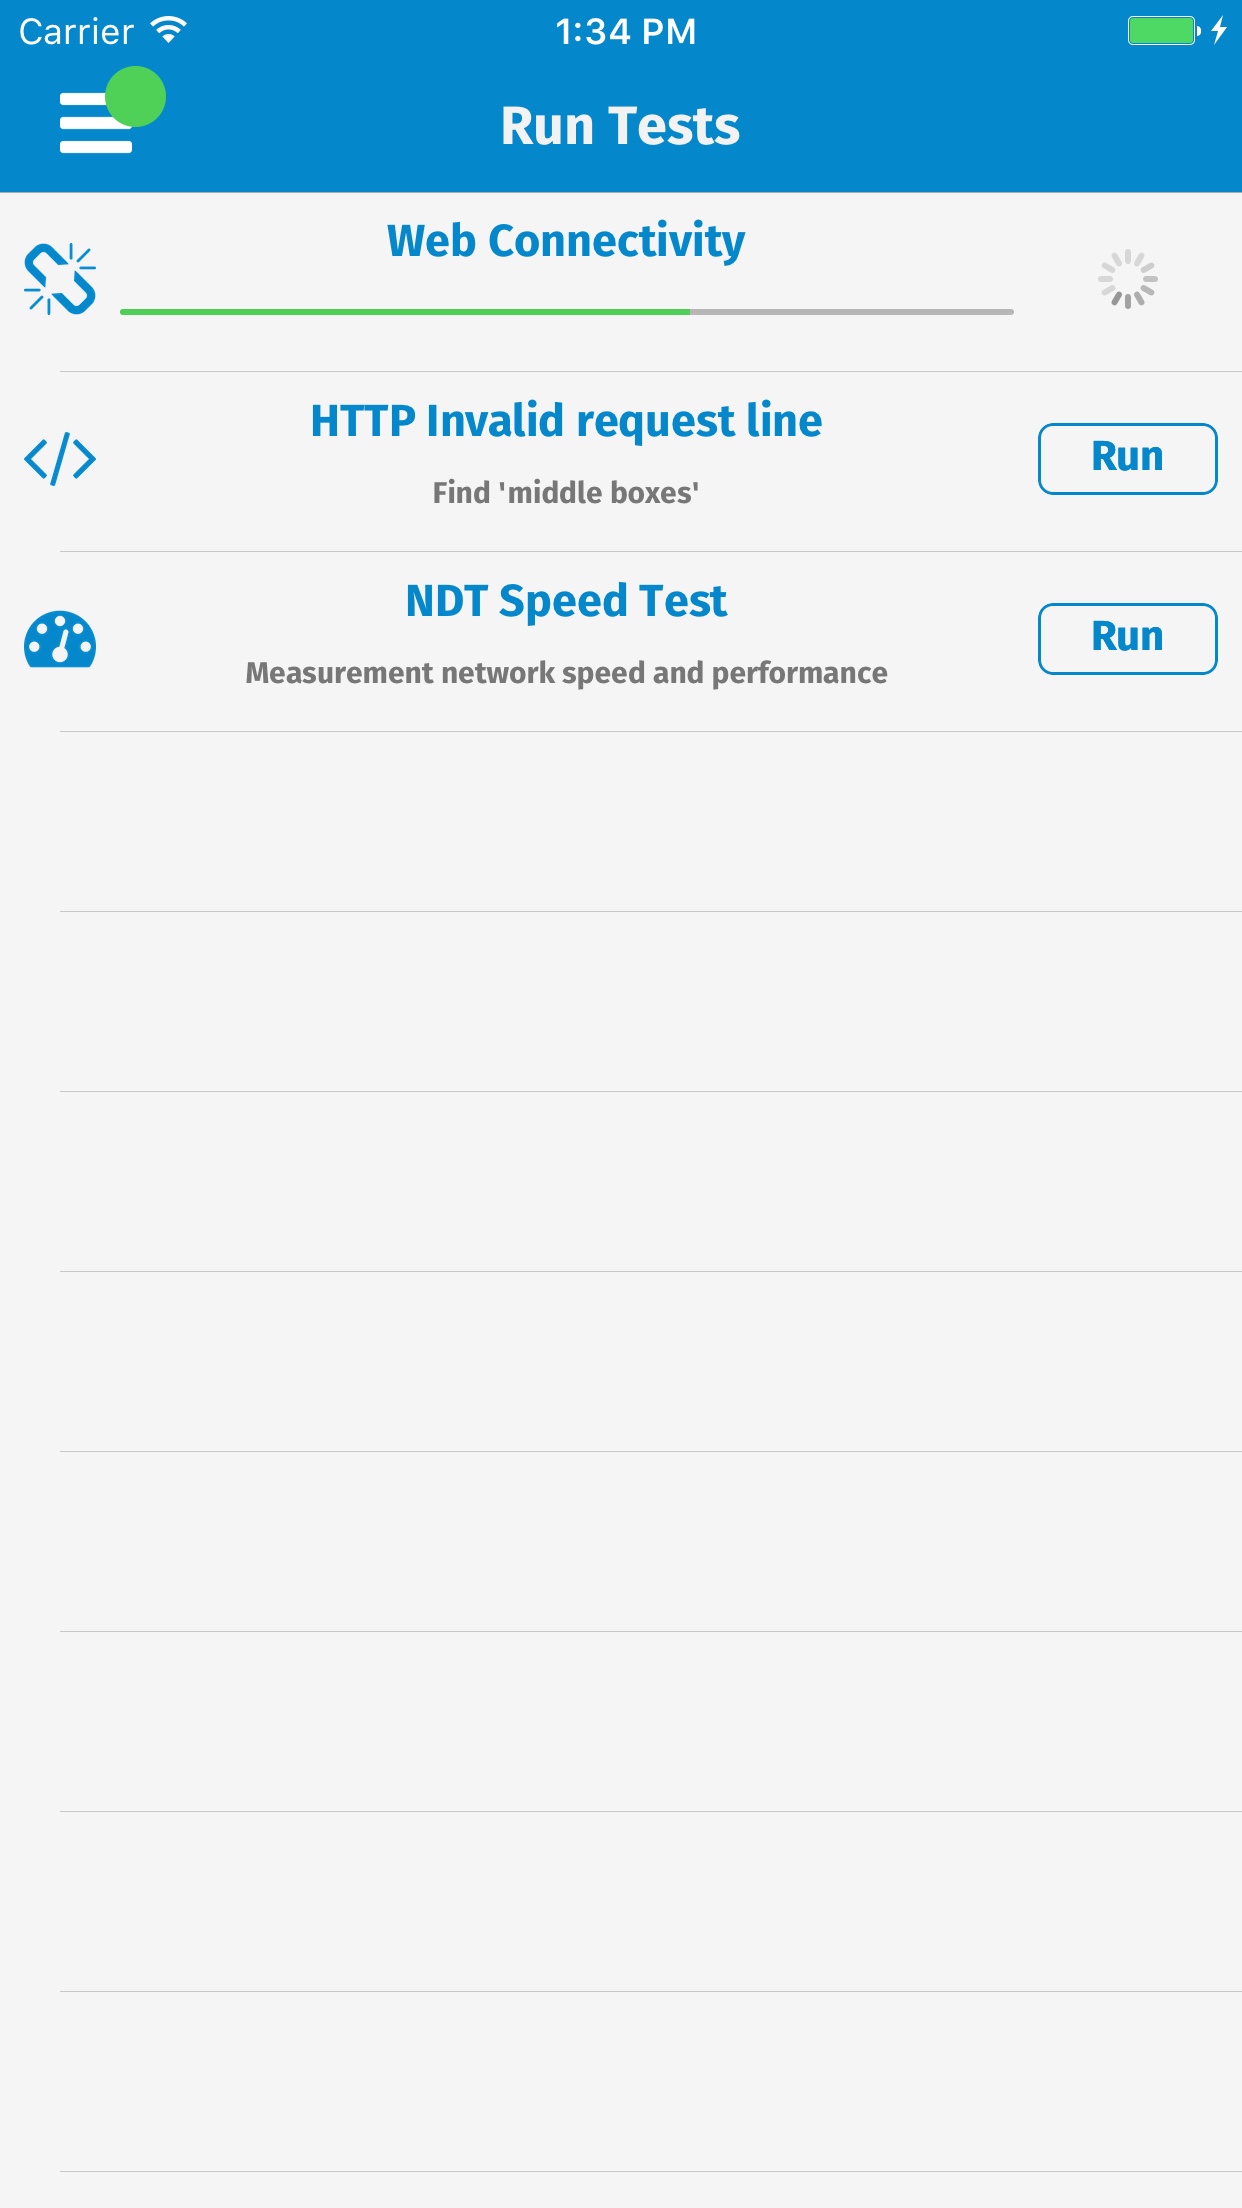 Carrier 1:34 PM
Run Tests
Web Connectivity
HTTP Invalid request line
Find 'middle boxes'
Run
NDT Speed Test
Measurement network speed and performance
Run